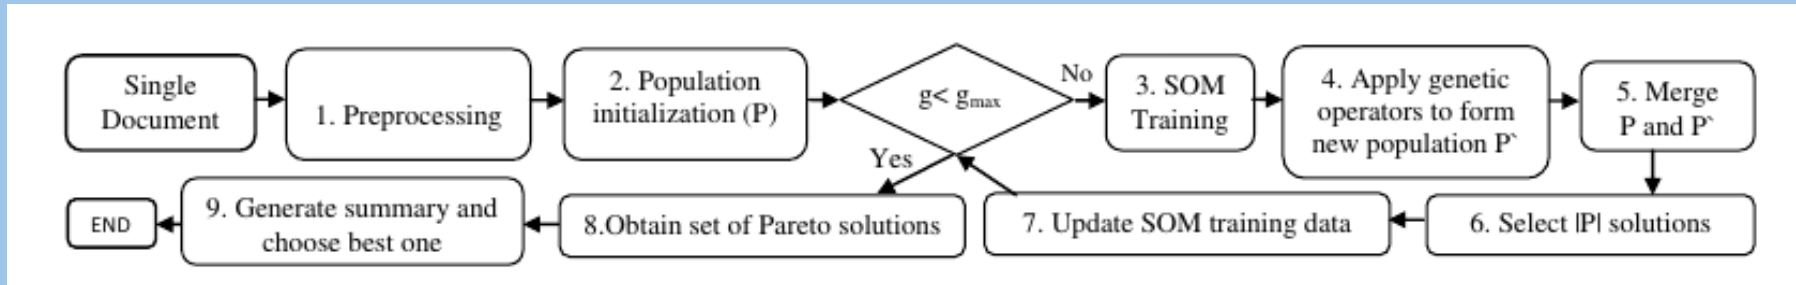 Single
Document
1. Preprocessing
2. Population
initialization (P)
g< gmax
No
Yes
3. SOM
Training
4. Apply genetic
operators to form
new population P`
5. Merge
P and P`
6. Select |P| solutions
7. Update SOM training data
8.Obtain set of Pareto solutions
9. Generate summary and
choose best one
END